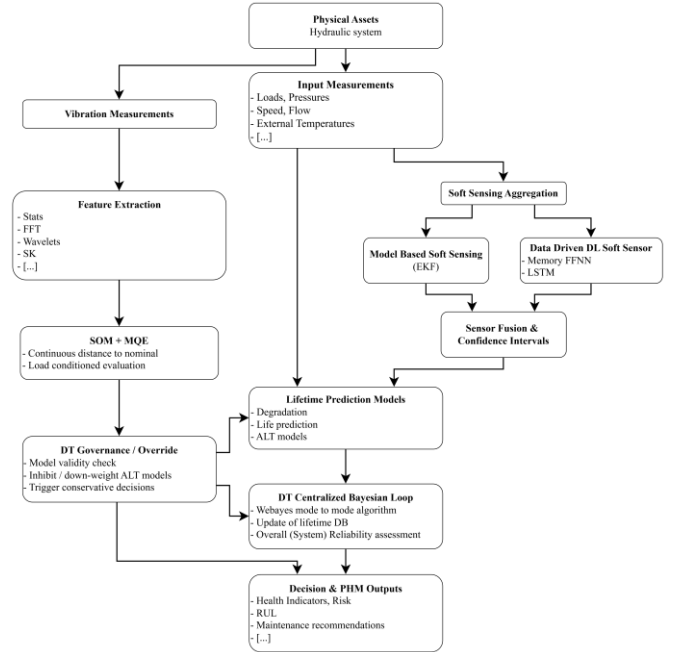 Physical Assets
Hydraulic system
Input Measurements
- Loads, Pressures
- Speed, Flow
- External Temperatures
- [...]
Vibration Measurements
Feature Extraction
- Stats
- FFT
- Wavelets
- SK
- [...]
Soft Sensing Aggregation
Model Based Soft Sensing
(EKF)
Data Driven DL Soft Sensor
- Memory FFNN
- LSTM
Sensor Fusion &
Confidence Intervals
SOM + MQE
- Continuous distance to nominal
- Load conditioned evaluation
Lifetime Prediction Models
- Degradation
- Life prediction
- ALT models
DT Governance / Override
- Model validity check
- Inhibit / down-weight ALT models
- Trigger conservative decisions
DT Centralized Bayesian Loop
- Webayes mode to mode algorithm
- Update of lifetime DB
- Overall (System) Reliability assessment
Decision & PHM Outputs
- Health Indicators, Risk
- RUL
- Maintenance recommendations
- [...]